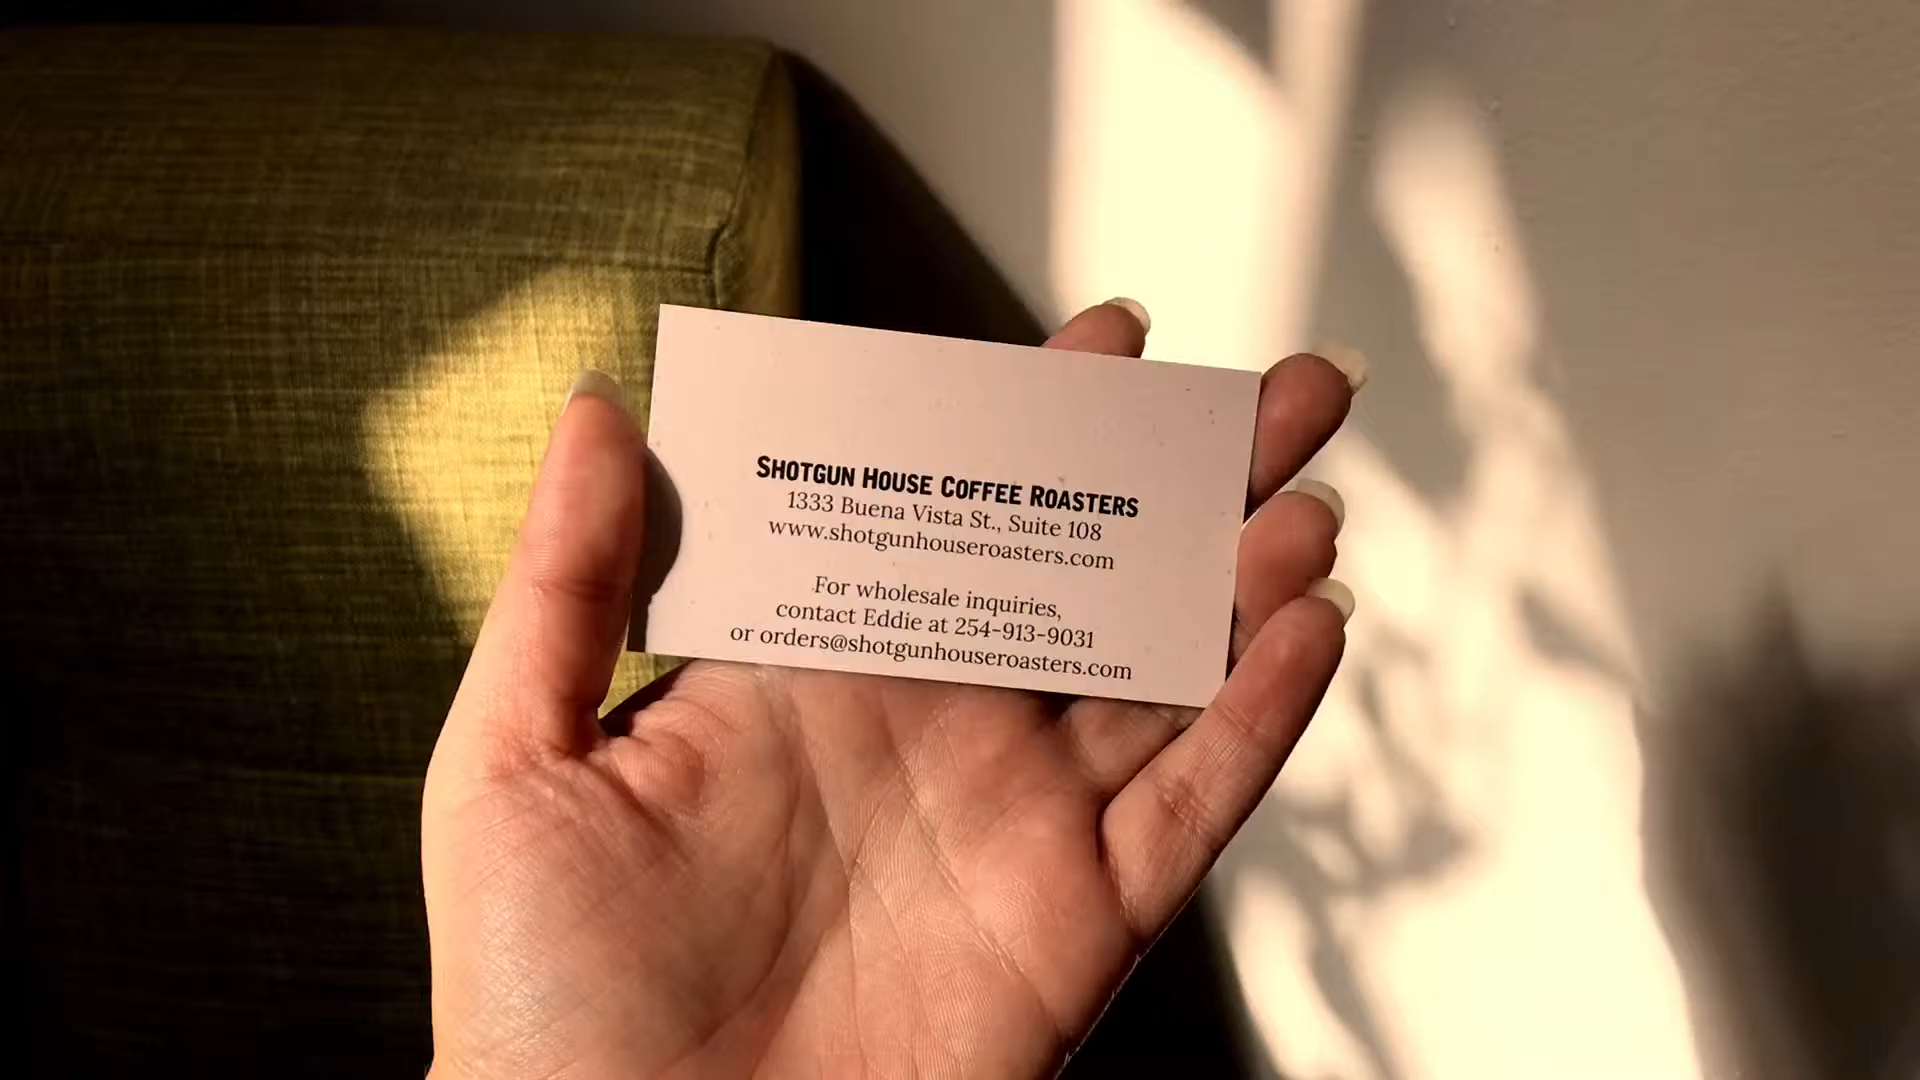 Shotgun House Coffee Roasters
1333 Buena Vista St., Suite 108
www.shotgunhouseroasters.com
For wholesale inquiries,
contact Eddie at 254-913-9031
or orders@shotgunhouseroasters.com